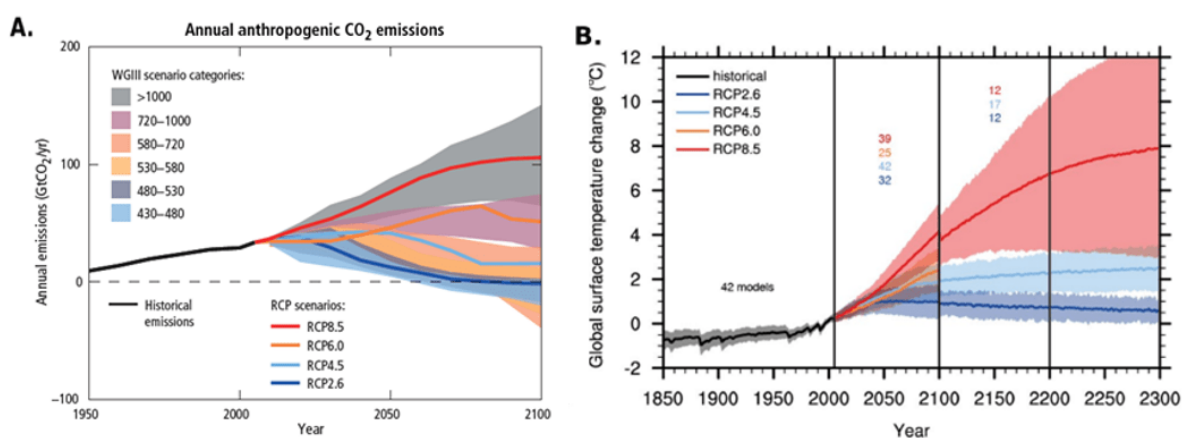 A.
Annual anthropogenic CO₂ emissions
200
100
0
−100
Annual emissions (GtCO₂/yr)
WGIII scenario categories:
>1000
720–1000
580–720
530–580
480–530
430–480
Historical
emissions
RCP scenarios:
RCP8.5
RCP6.0
RCP4.5
RCP2.6
1950
2000
2050
2100
Year
B.
12
10
8
6
4
2
0
-2
Global surface temperature change (°C)
historical
RCP2.6
RCP4.5
RCP6.0
RCP8.5
39
25
42
32
12
17
12
42 models
1850 1900 1950 2000 2050 2100 2150 2200 2250 2300
Year